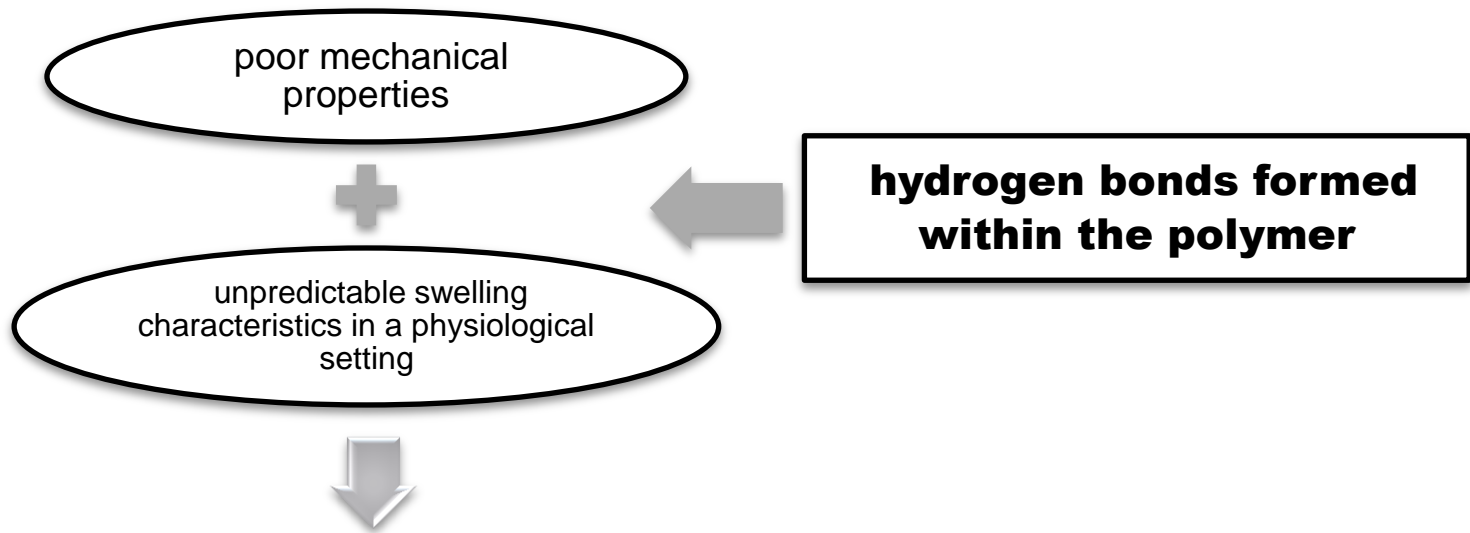 poor mechanical
properties
hydrogen bonds formed
within the polymer
unpredictable swelling
characteristics in a physiological
setting